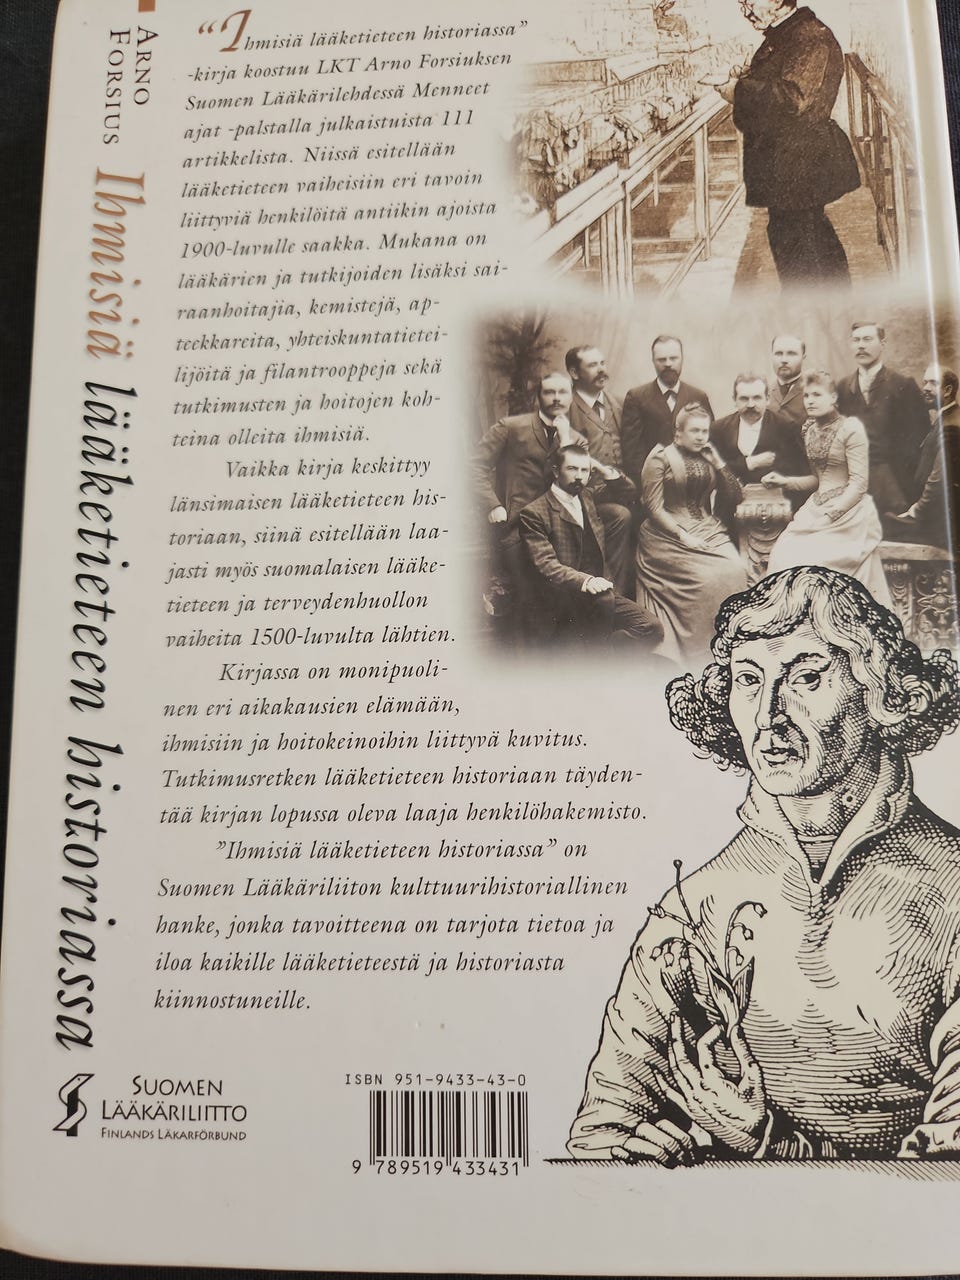 ARNO
FORSIUS
Ihmisiä lääketieteen historiassa
SUOMEN
LÄÄKÄRILIITTO
FINLANDS LÄKARFÖRBUND
“Ihmisiä lääketieteen historiassa”
-kirja koostuu LKT Arno Forsiuksen
Suomen Lääkärilehdessä Menneet
ajat -palstalla julkaistuista 111
artikkelista. Niissä esitellään
lääketieteen vaiheisiin eri tavoin
liittyviä henkilöitä antiikin ajoista
1900-luvulle saakka. Mukana on
lääkärien ja tutkijoiden lisäksi sai-
raanhoitajia, kemistejä, ap-
teekkareita, yhteiskuntatietei-
lijöitä ja filantrooppeja sekä
tutkimusten ja hoitojen koh-
teina olleita ihmisiä.
Vaikka kirja keskittyy
länsimaisen lääketieteen his-
toriaan, siinä esitellään laa-
jasti myös suomalaisen lääke-
tieteen ja terveydenhuollon
vaiheita 1500-luvulta lähtien.
Kirjassa on monipuoli-
nen eri aikakausien elämään,
ihmisiin ja hoitokeinoihin liittyvä kuvitus.
Tutkimusretken lääketieteen historiaan täyden-
tää kirjan lopussa oleva laaja henkilöhakemisto.
”Ihmisiä lääketieteen historiassa” on
Suomen Lääkäriliiton kulttuurihistoriallinen
hanke, jonka tavoitteena on tarjota tietoa ja
iloa kaikille lääketieteestä ja historiasta
kiinnostuneille.
ISBN 951-9433-43-0
9 789519 433431